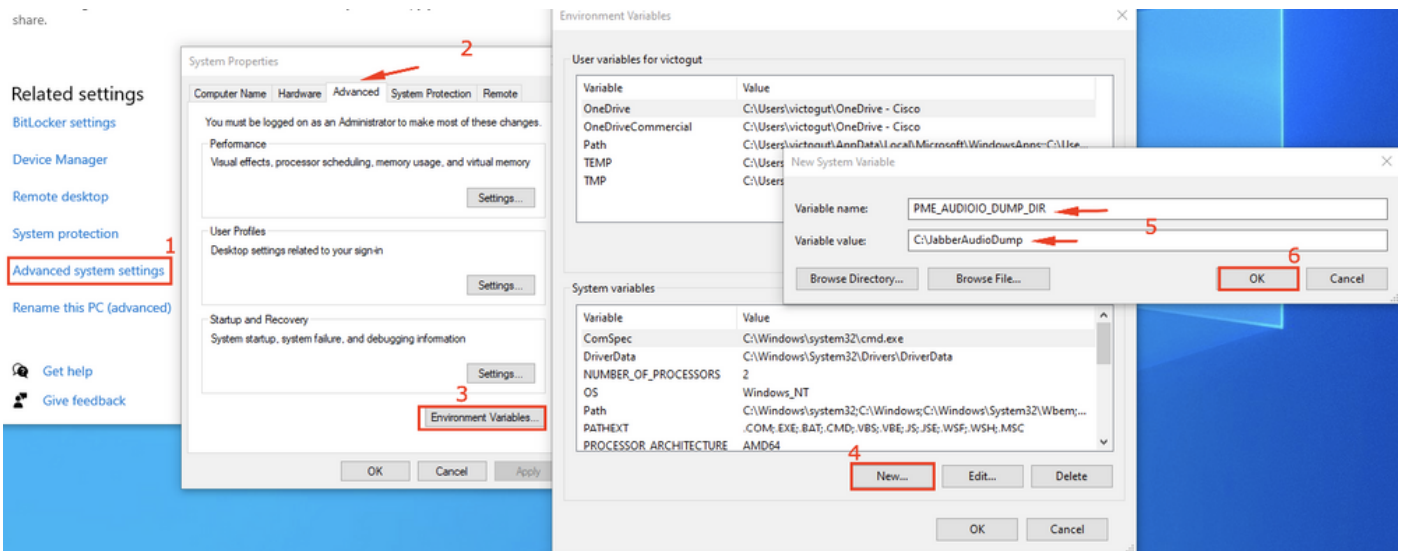 share.
Related settings
BitLocker settings
Device Manager
Remote desktop
System protection
1
Advanced system settings
Rename this PC (advanced)
Get help
Give feedback
2
System Properties
Computer Name Hardware Advanced System Protection Remote
You must be logged on as an Administrator to make most of these changes.
Performance
Visual effects, processor scheduling, memory usage, and virtual memory
Settings...
User Profiles
Desktop settings related to your sign-in
Settings...
Startup and Recovery
System startup, system failure, and debugging information
Settings...
3
Environment Variables...
OK Cancel Apply
Environment Variables
User variables for victogut
Variable Value
OneDrive C:\Users\victogut\OneDrive - Cisco
OneDriveCommercial C:\Users\victogut\OneDrive - Cisco
Path C:\Users\victogut\AppData\Local\Microsoft\WindowsApps;C:\Use...
TEMP C:\Users
TMP C:\Users
New System Variable
Variable name: PME_AUDIOIO_DUMP_DIR
5
Variable value: C:\JabberAudioDump
6
Browse Directory... Browse File... OK Cancel
System variables
Variable Value
ComSpec C:\Windows\system32\cmd.exe
DriverData C:\Windows\System32\Drivers\DriverData
NUMBER_OF_PROCESSORS 2
OS Windows_NT
Path C:\Windows\system32;C:\Windows;C:\Windows\System32\Wbem;...
PATHEXT .COM;.EXE;.BAT;.CMD;.VBS;.VBE;.JS;.JSE;.WSF;.WSH;.MSC
PROCESSOR_ARCHITECTURE AMD64
4
New... Edit... Delete
OK Cancel